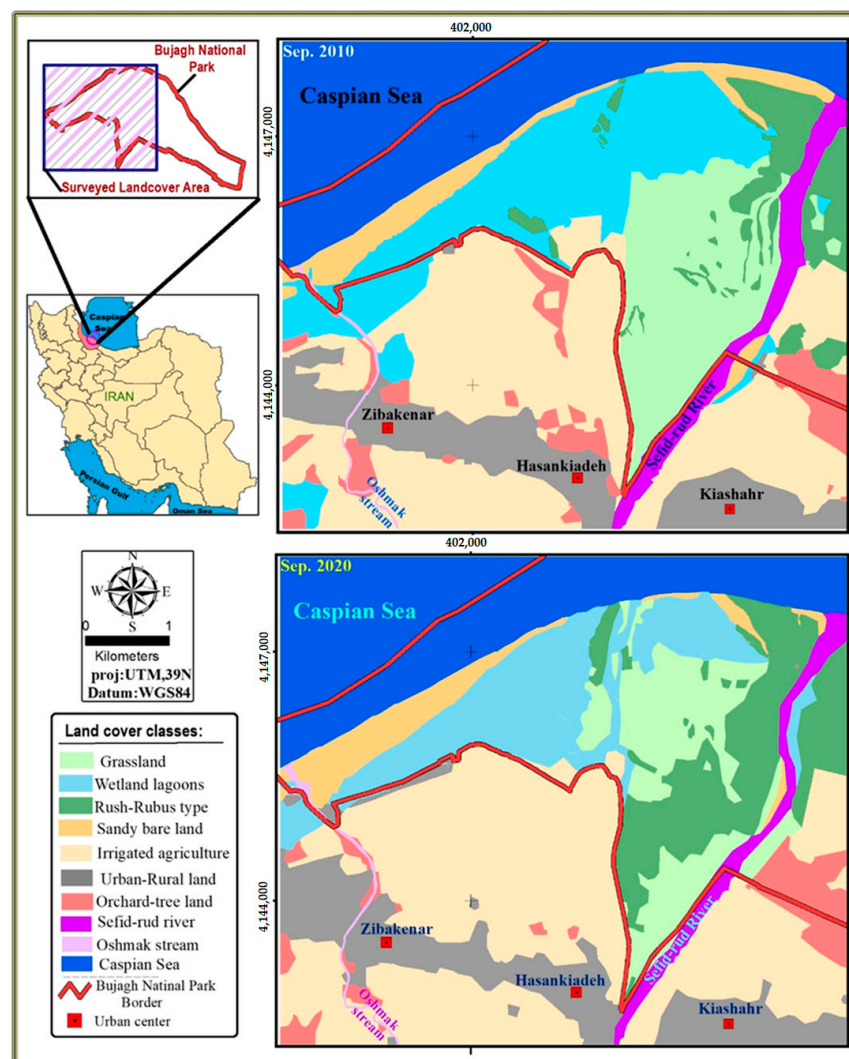 Bujagh National
Park
Surveyed Landcover Area
Caspian
Sea
IRAN
Persian Gulf
Oman Sea
N
W
E
S
0
1
Kilometers
proj:UTM,39N
Datum:WGS84
Land cover classes:
Grassland
Wetland lagoons
Rush-Rubus type
Sandy bare land
Irrigated agriculture
Urban-Rural land
Orchard-tree land
Sefid-rud river
Oshmak stream
Caspian Sea
Bujagh Natinal Park
Border
Urban center
402,000
Sep. 2010
Caspian Sea
4,147,000
4,144,000
Zibakenar
Hasankiadeh
Kiashahr
Sefid-rud River
Oshmak
stream
402,000
Sep. 2020
Caspian Sea
4,147,000
4,144,000
Zibakenar
Hasankiadeh
Kiashahr
Sefid-rud River
Oshmak
stream